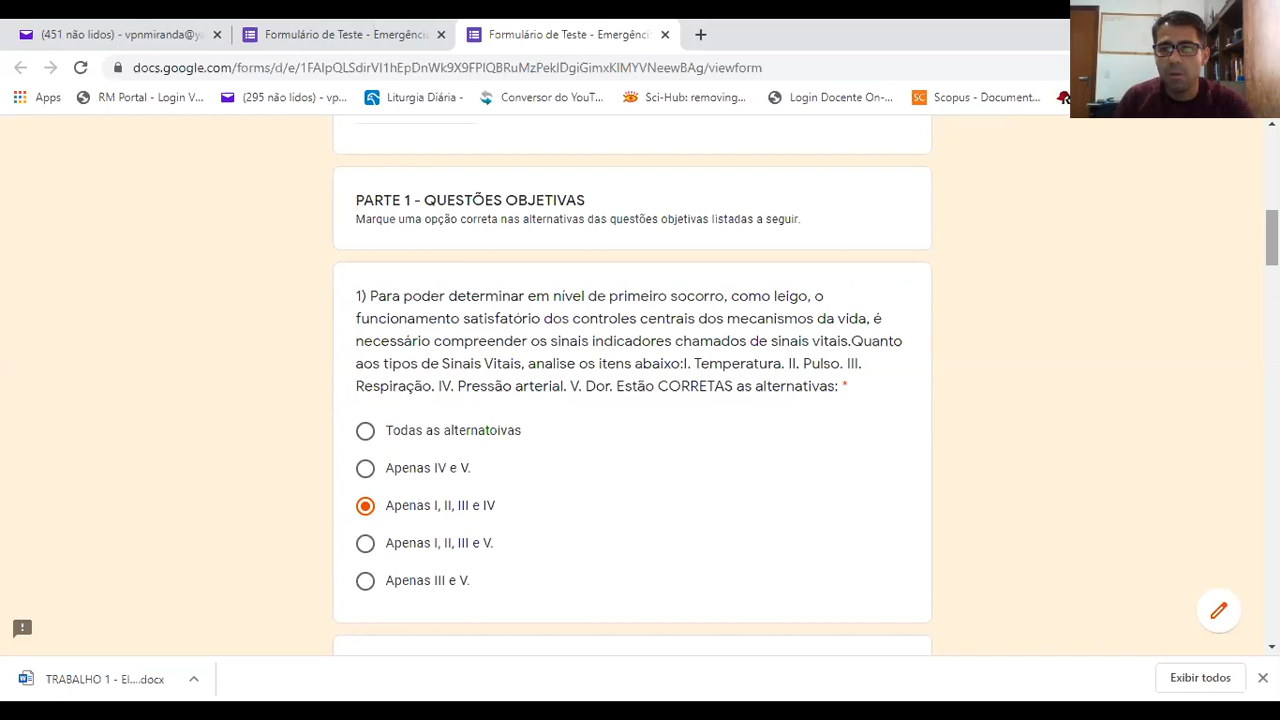 (451 não lidos) - vpnmiranda@y
Formulário de Teste - Emergência
Formulário de Teste - Emergênci
docs.google.com/forms/d/e/1FAIpQLSdirVI1hEpDnWk9X9FPlQBRuMzPekIDgiGimxKlMYVNeewBAg/viewform
Apps
RM Portal - Login V...
(295 não lidos) - vp...
Liturgia Diária -
Conversor do YouT...
Sci-Hub: removing...
Login Docente On-...
SC
Scopus - Document...
PARTE 1 - QUESTÕES OBJETIVAS
Marque uma opção correta nas alternativas das questões objetivas listadas a seguir.
1) Para poder determinar em nível de primeiro socorro, como leigo, o
funcionamento satisfatório dos controles centrais dos mecanismos da vida, é
necessário compreender os sinais indicadores chamados de sinais vitais.Quanto
aos tipos de Sinais Vitais, analise os itens abaixo:I. Temperatura. II. Pulso. III.
Respiração. IV. Pressão arterial. V. Dor. Estão CORRETAS as alternativas: *
Todas as alternatoivas
Apenas IV e V.
Apenas I, II, III e IV
Apenas I, II, III e V.
Apenas III e V.
TRABALHO 1 - El....docx
Exibir todos